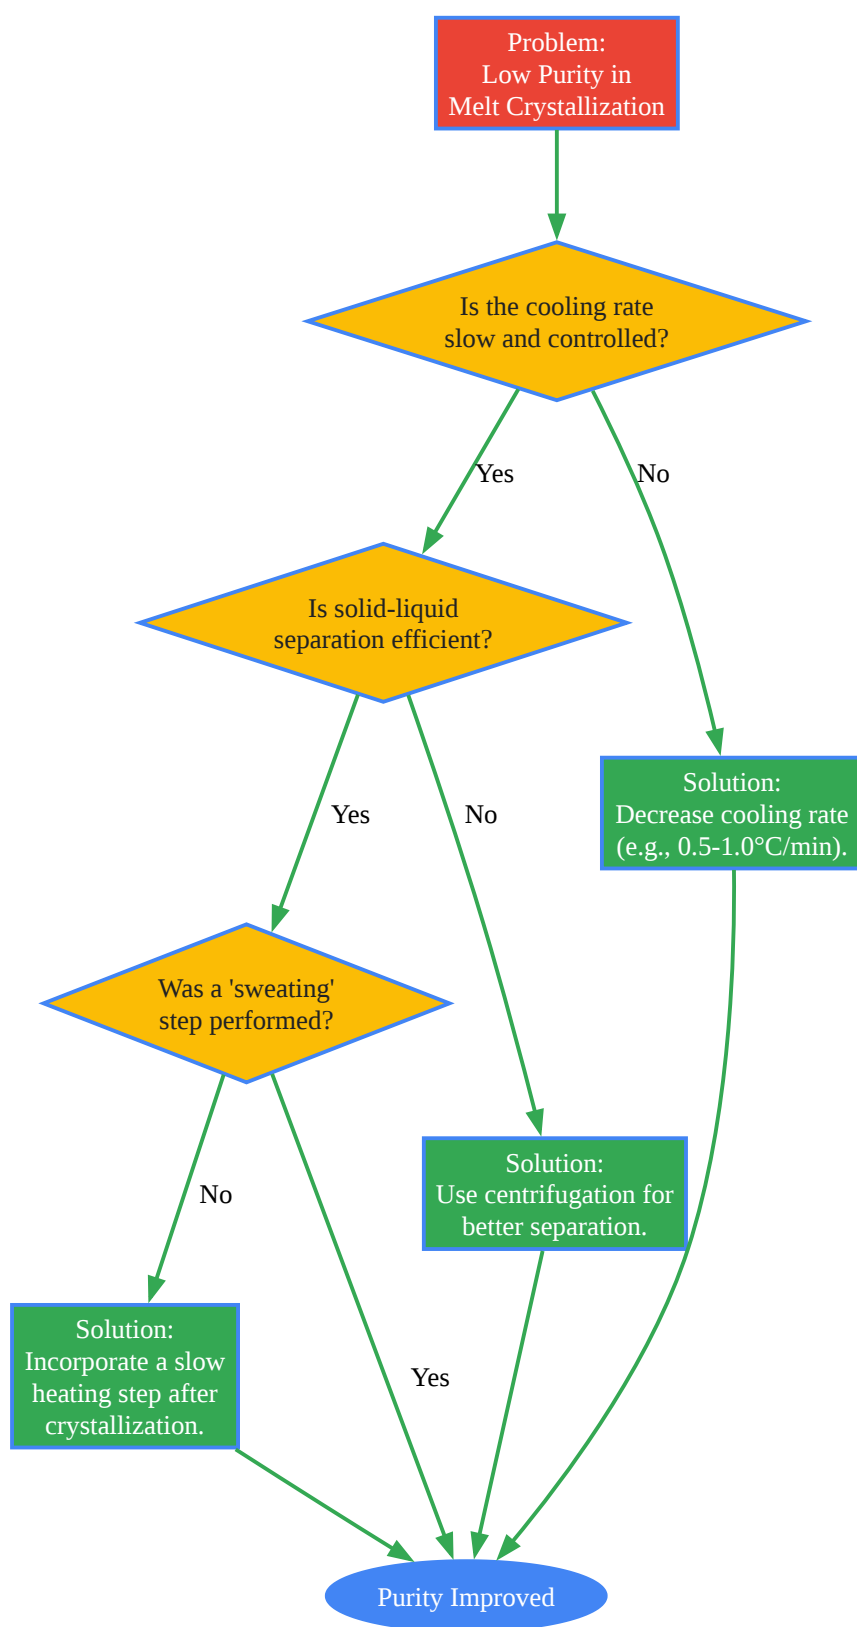 Problem:
Low Purity in
Melt Crystallization
Is the cooling rate
slow and controlled?
Yes
No
Is solid-liquid
separation efficient?
Solution:
Decrease cooling rate
(e.g., 0.5-1.0°C/min).
Yes
No
Was a 'sweating'
step performed?
Solution:
Use centrifugation for
better separation.
No
Yes
Solution:
Incorporate a slow
heating step after
crystallization.
Purity Improved